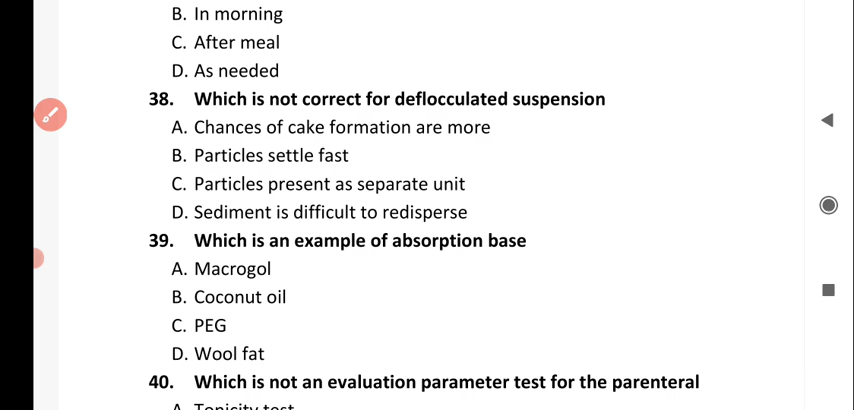 B. In morning
C. After meal
D. As needed
38. Which is not correct for deflocculated suspension
A. Chances of cake formation are more
B. Particles settle fast
C. Particles present as separate unit
D. Sediment is difficult to redisperse
39. Which is an example of absorption base
A. Macrogol
B. Coconut oil
C. PEG
D. Wool fat
40. Which is not an evaluation parameter test for the parenteral
A. Tonicity test